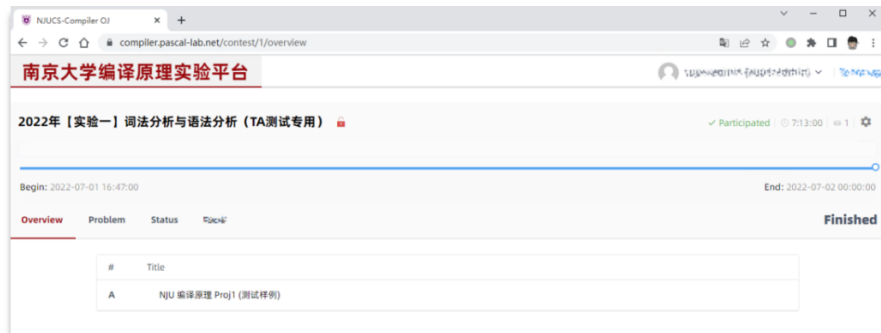 NJUCS-Compiler OJ
compiler.pascal-lab.net/contest/1/overview
南京大学编译原理实验平台
2022年【实验一】词法分析与语法分析（TA测试专用）
Participated 7:13:00 1
Begin: 2022-07-01 16:47:00 End: 2022-07-02 00:00:00
Overview Problem Status Finished
# Title
A NJU 编译原理 Proj1 (测试样例)